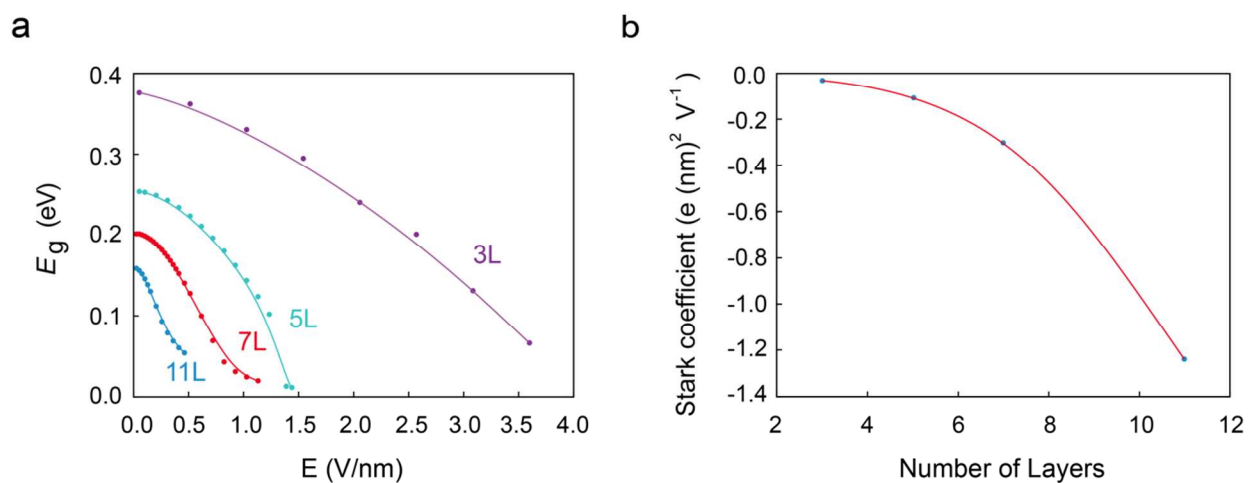 a
0.4
0.3
0.2
0.1
0.0
E_g (eV)
3L
5L
7L
11L
0.0 0.5 1.0 1.5 2.0 2.5 3.0 3.5 4.0
E (V/nm)
b
0.0
-0.2
-0.4
-0.6
-0.8
-1.0
-1.2
-1.4
Stark coefficient (e (nm)² V⁻¹ )
2 4 6 8 10 12
Number of Layers